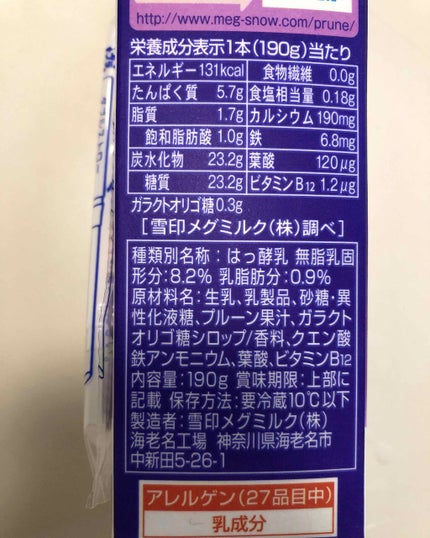 http://www.meg-snow.com/prune/
栄養成分表示1本(190g)当たり
エネルギー 131kcal 食物繊維 0.0g
たんぱく質 5.7g 食塩相当量 0.18g
脂質 1.7g カルシウム 190mg
飽和脂肪酸 1.0g 鉄 6.8mg
炭水化物 23.2g 葉酸 120μg
糖質 23.2g ビタミンB12 1.2μg
ガラクトオリゴ糖0.3g
[雪印メグミルク(株)調べ]
種類別名称:はっ酵乳 無脂乳固
形分:8.2% 乳脂肪分:0.9%
原材料名:生乳、乳製品、砂糖・異
性化液糖、プルーン果汁、ガラクト
オリゴ糖シロップ/香料、クエン酸
鉄アンモニウム、葉酸、ビタミンB12
内容量:190g 賞味期限:上部に
記載 保存方法:要冷蔵10℃以下
製造者:雪印メグミルク(株)
海老名工場 神奈川県海老名市
中新田5-26-1
アレルゲン(27品目中)
乳成分